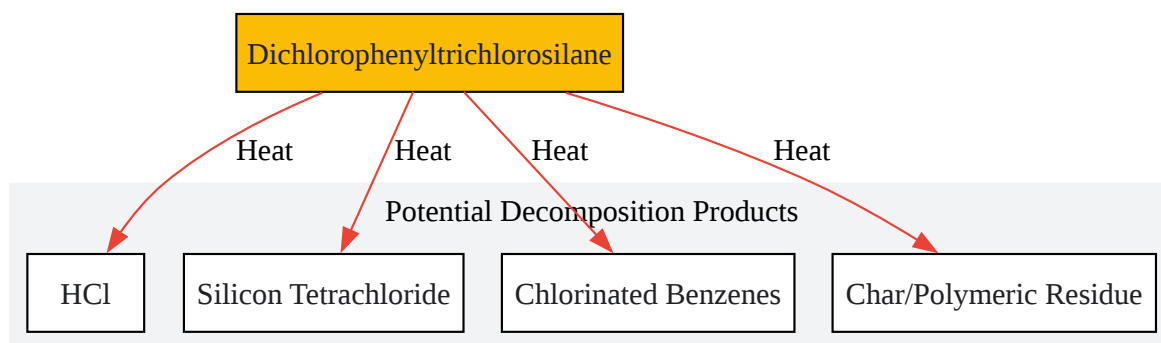 Dichlorophenyltrichlorosilane
Heat Heat Heat Heat
Potential Decomposition Products
HCl
Silicon Tetrachloride
Chlorinated Benzenes
Char/Polymeric Residue